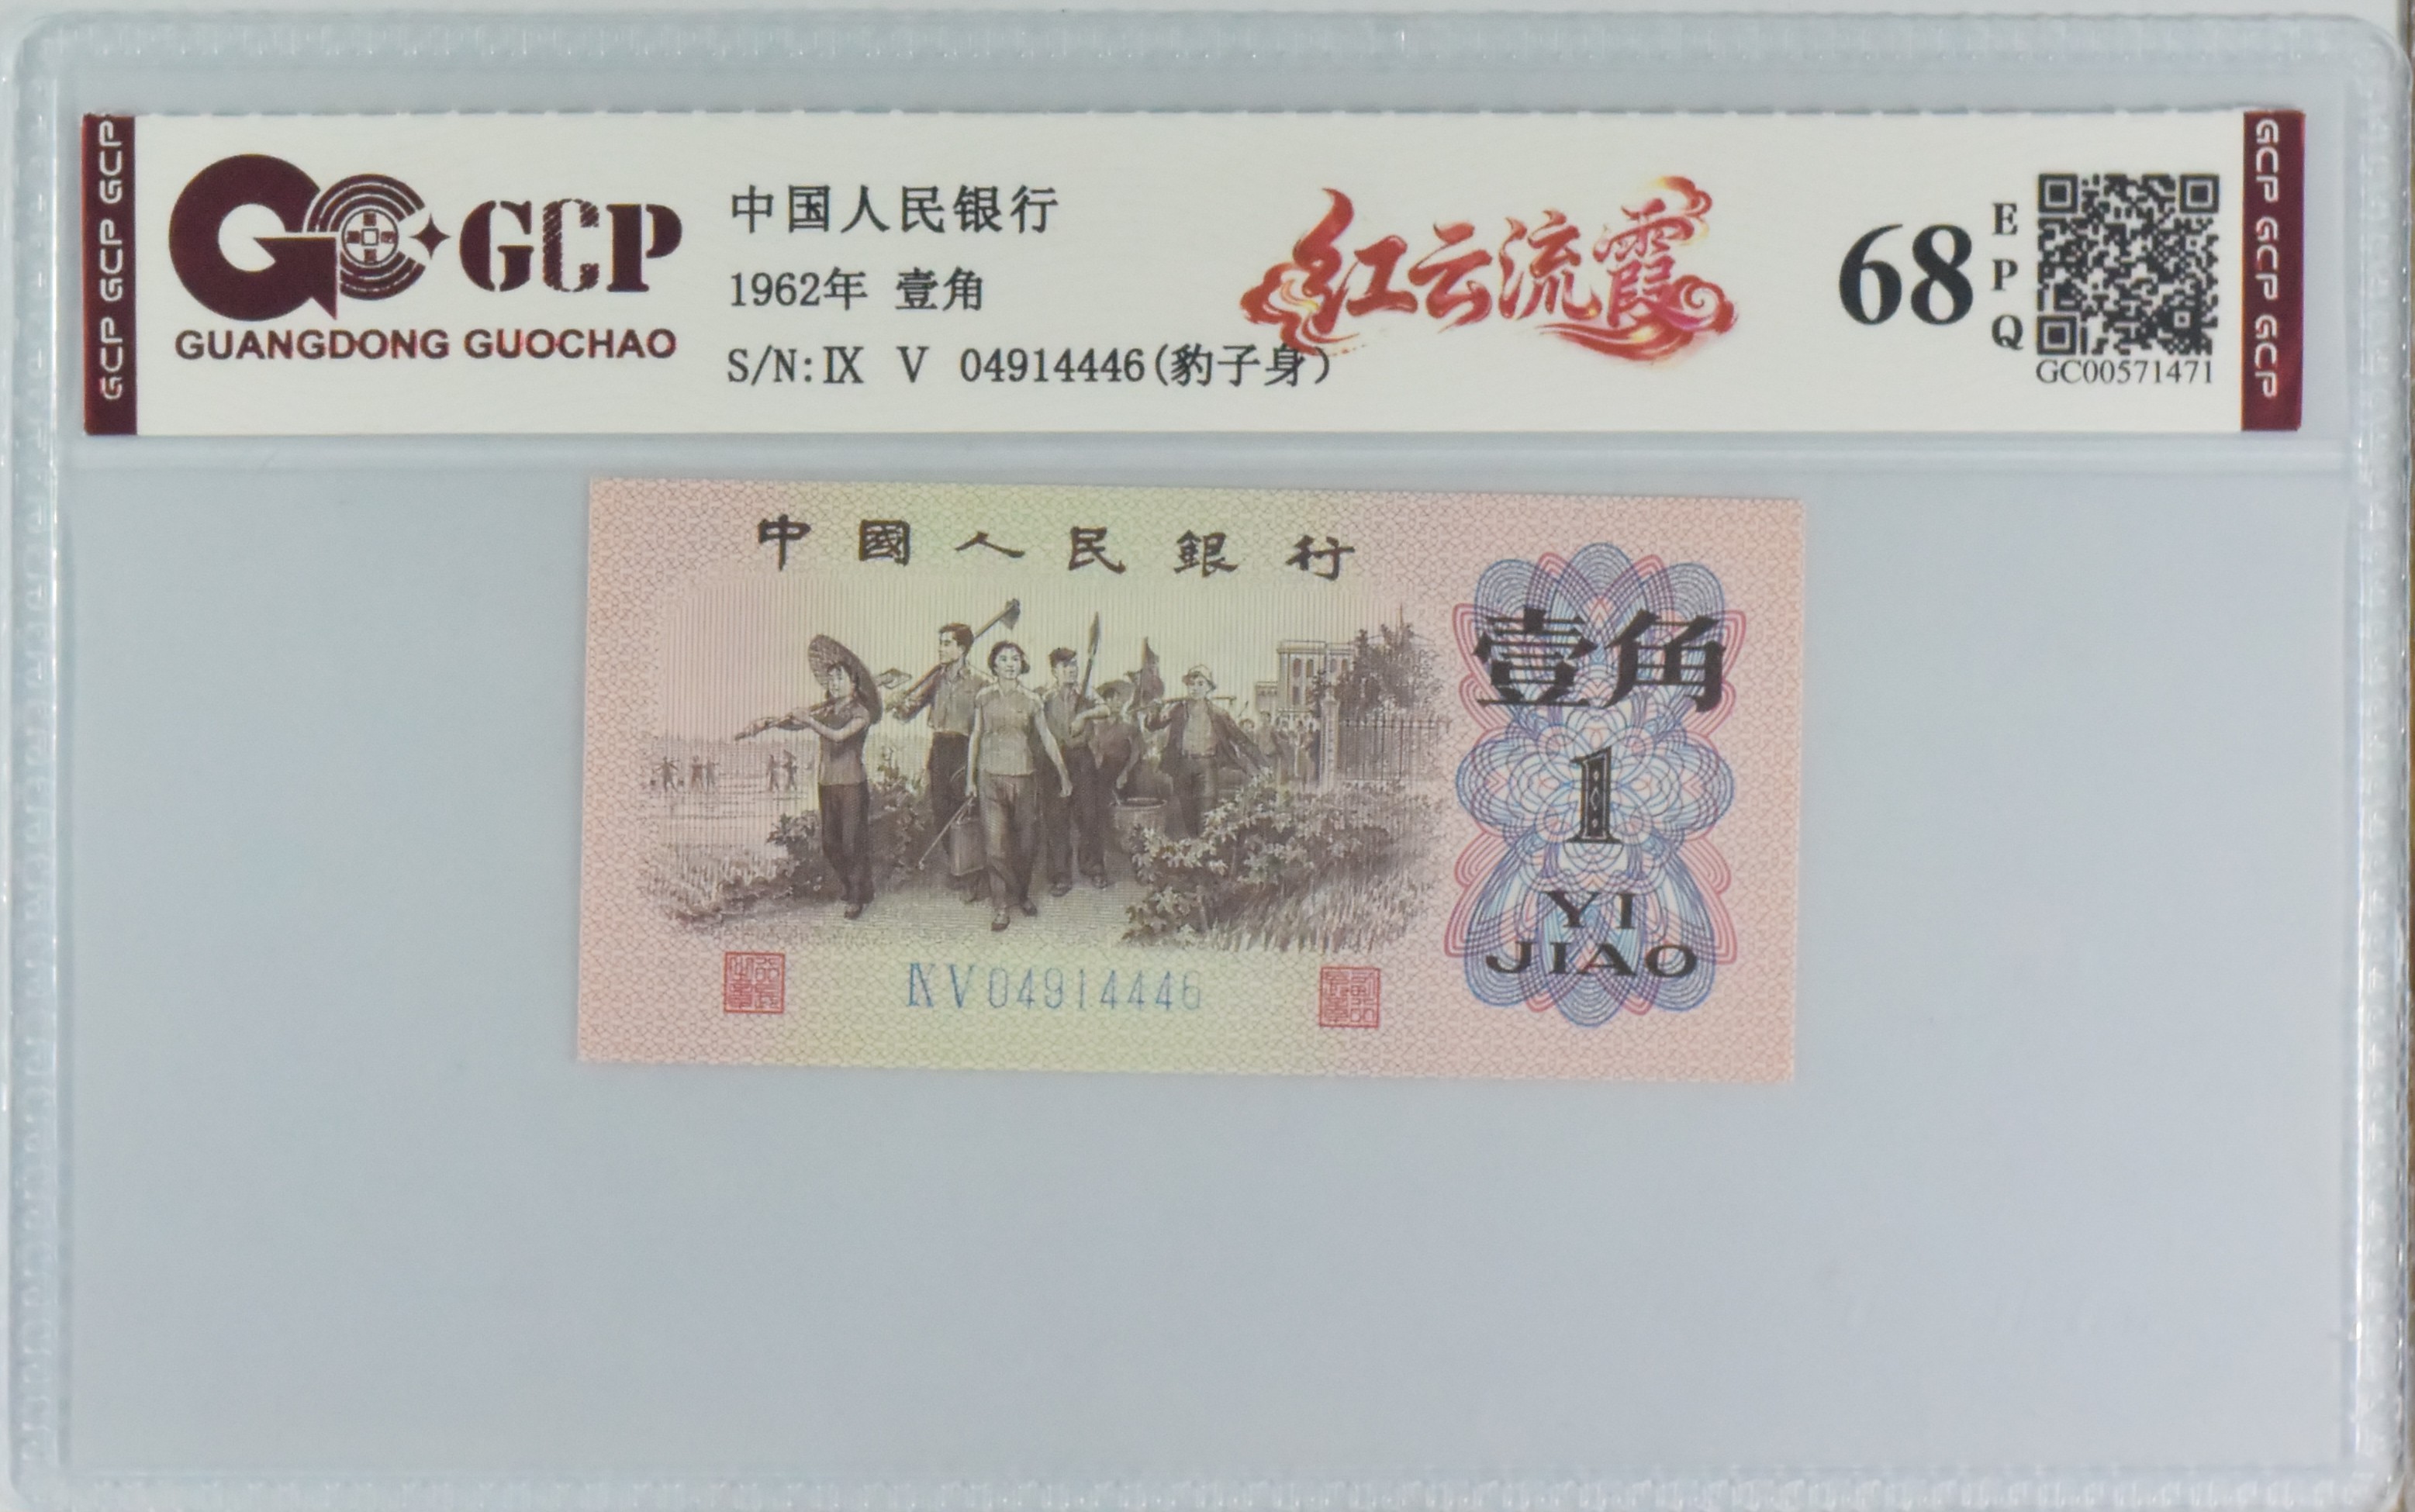 GCP GCP GCP
GCP
GUANGDONG GUOCHAO
中国人民银行
1962年 壹角
S/N:Ⅸ Ⅴ 04914446(豹子身)
红云流霞
68
EPQ
GC00571471
GCP GCP GCP
中國人民銀行
壹角
1
YI
JIAO
ⅨⅤ04914446